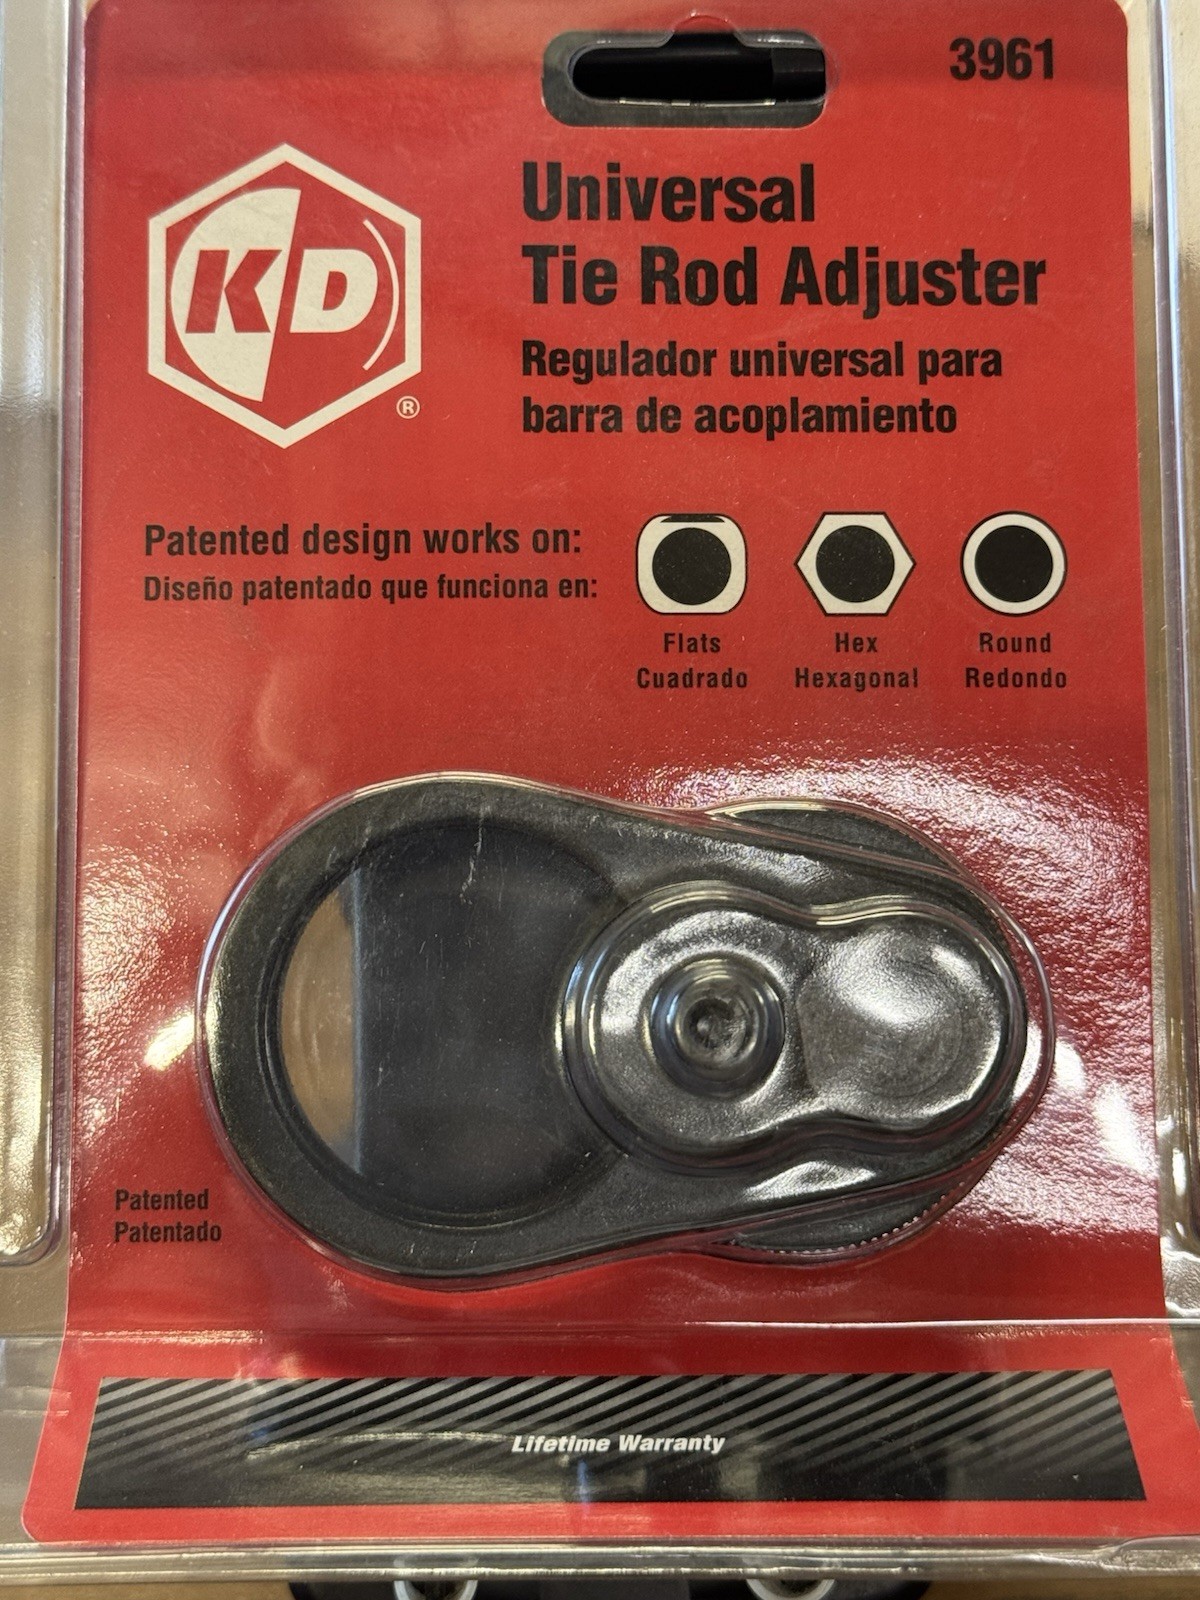 3961
KD
®
Universal
Tie Rod Adjuster
Regulador universal para
barra de acoplamiento
Patented design works on:
Diseño patentado que funciona en:
Flats
Cuadrado
Hex
Hexagonal
Round
Redondo
Patented
Patentado
Lifetime Warranty